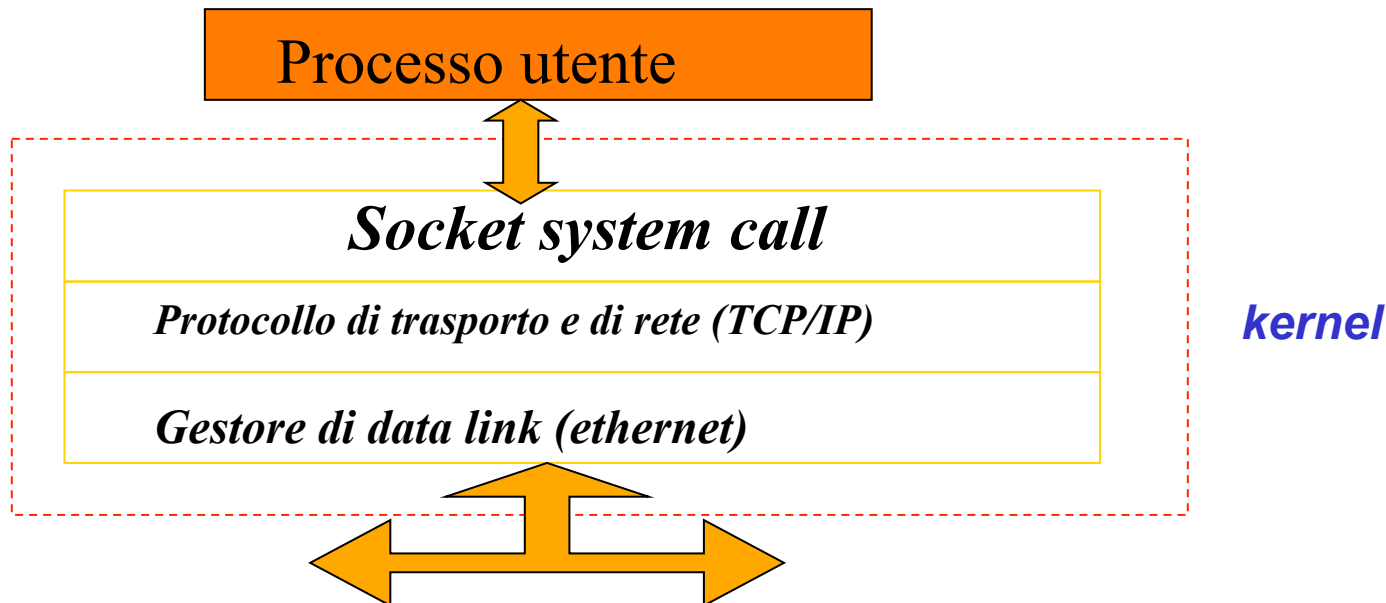 Processo utente
Socket system call
Protocollo di trasporto e di rete (TCP/IP)
kernel
Gestore di data link (ethernet)